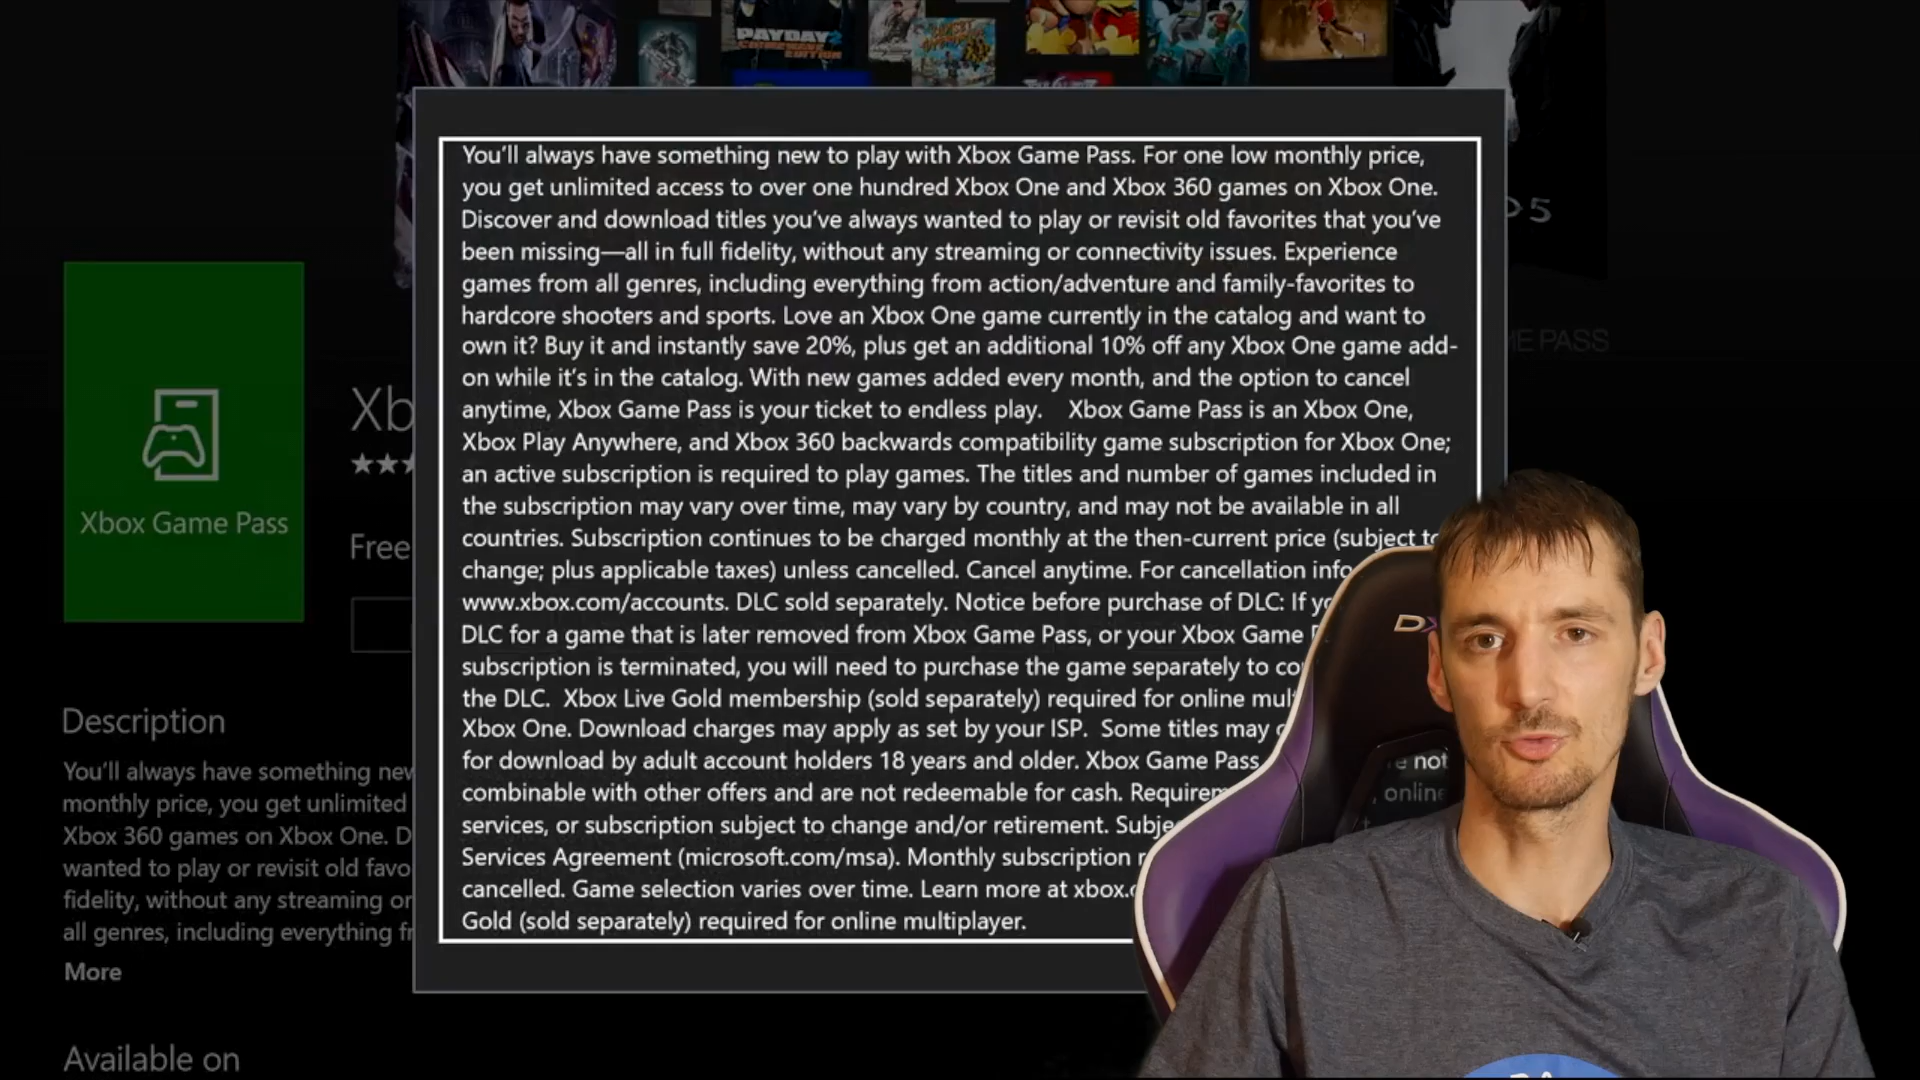 PAYDAY 2
CRIMEWAVE EDITION
You'll always have something new to play with Xbox Game Pass. For one low monthly price,
you get unlimited access to over one hundred Xbox One and Xbox 360 games on Xbox One.
Discover and download titles you've always wanted to play or revisit old favorites that you've
been missing—all in full fidelity, without any streaming or connectivity issues. Experience
games from all genres, including everything from action/adventure and family-favorites to
hardcore shooters and sports. Love an Xbox One game currently in the catalog and want to
own it? Buy it and instantly save 20%, plus get an additional 10% off any Xbox One game add-
on while it's in the catalog. With new games added every month, and the option to cancel
anytime, Xbox Game Pass is your ticket to endless play. Xbox Game Pass is an Xbox One,
Xbox Play Anywhere, and Xbox 360 backwards compatibility game subscription for Xbox One;
an active subscription is required to play games. The titles and number of games included in
the subscription may vary over time, may vary by country, and may not be available in all
countries. Subscription continues to be charged monthly at the then-current price (subject to
change; plus applicable taxes) unless cancelled. Cancel anytime. For cancellation info
www.xbox.com/accounts. DLC sold separately. Notice before purchase of DLC: If
DLC for a game that is later removed from Xbox Game Pass, or your Xbox Game
subscription is terminated, you will need to purchase the game separately to
the DLC. Xbox Live Gold membership (sold separately) required for online
Xbox One. Download charges may apply as set by your ISP. Some titles may
for download by adult account holders 18 years and older. Xbox Game Pass
combinable with other offers and are not redeemable for cash.
services, or subscription subject to change and/or retirement.
Services Agreement (microsoft.com/msa). Monthly subscription
cancelled. Game selection varies over time. Learn more at
Gold (sold separately) required for online multiplayer.
5
PASS
Xbox Game Pass
Xb
Free
Description
You'll always have something new
monthly price, you get unlimited
Xbox 360 games on Xbox One. D
wanted to play or revisit old favo
fidelity, without any streaming or
all genres, including everything fr
More
Available on
not
online